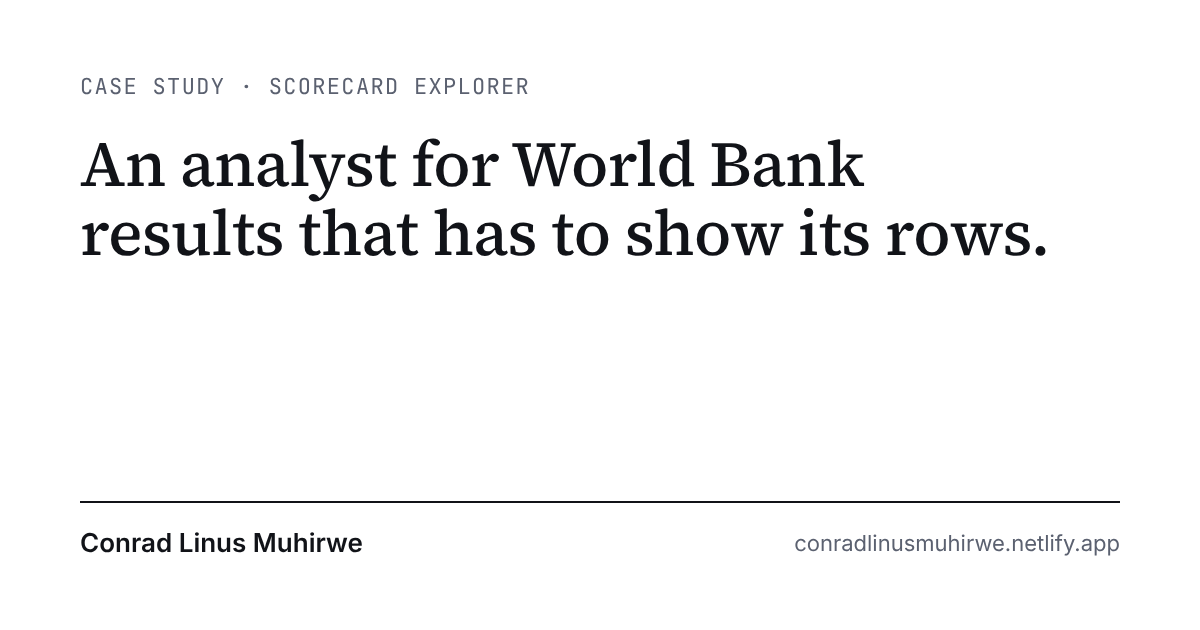 CASE STUDY · SCORECARD EXPLORER
An analyst for World Bank
results that has to show its rows.
Conrad Linus Muhirwe
conradlinusmuhirwe.netlify.app